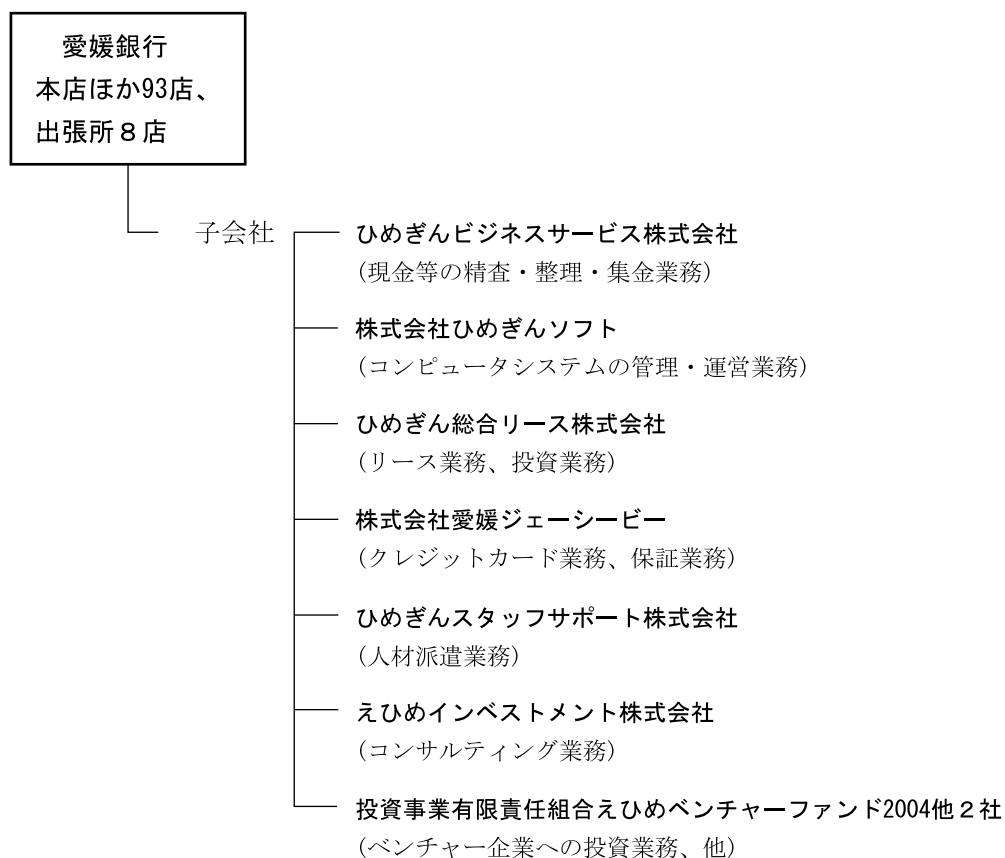 愛媛銀行
本店ほか93店、
出張所８店
子会社
ひめぎんビジネスサービス株式会社
(現金等の精査・整理・集金業務)
株式会社ひめぎんソフト
(コンピュータシステムの管理・運営業務)
ひめぎん総合リース株式会社
(リース業務、投資業務)
株式会社愛媛ジェーシービー
(クレジットカード業務、保証業務)
ひめぎんスタッフサポート株式会社
(人材派遣業務)
えひめインベストメント株式会社
(コンサルティング業務)
投資事業有限責任組合えひめベンチャーファンド2004他２社
(ベンチャー企業への投資業務、他)